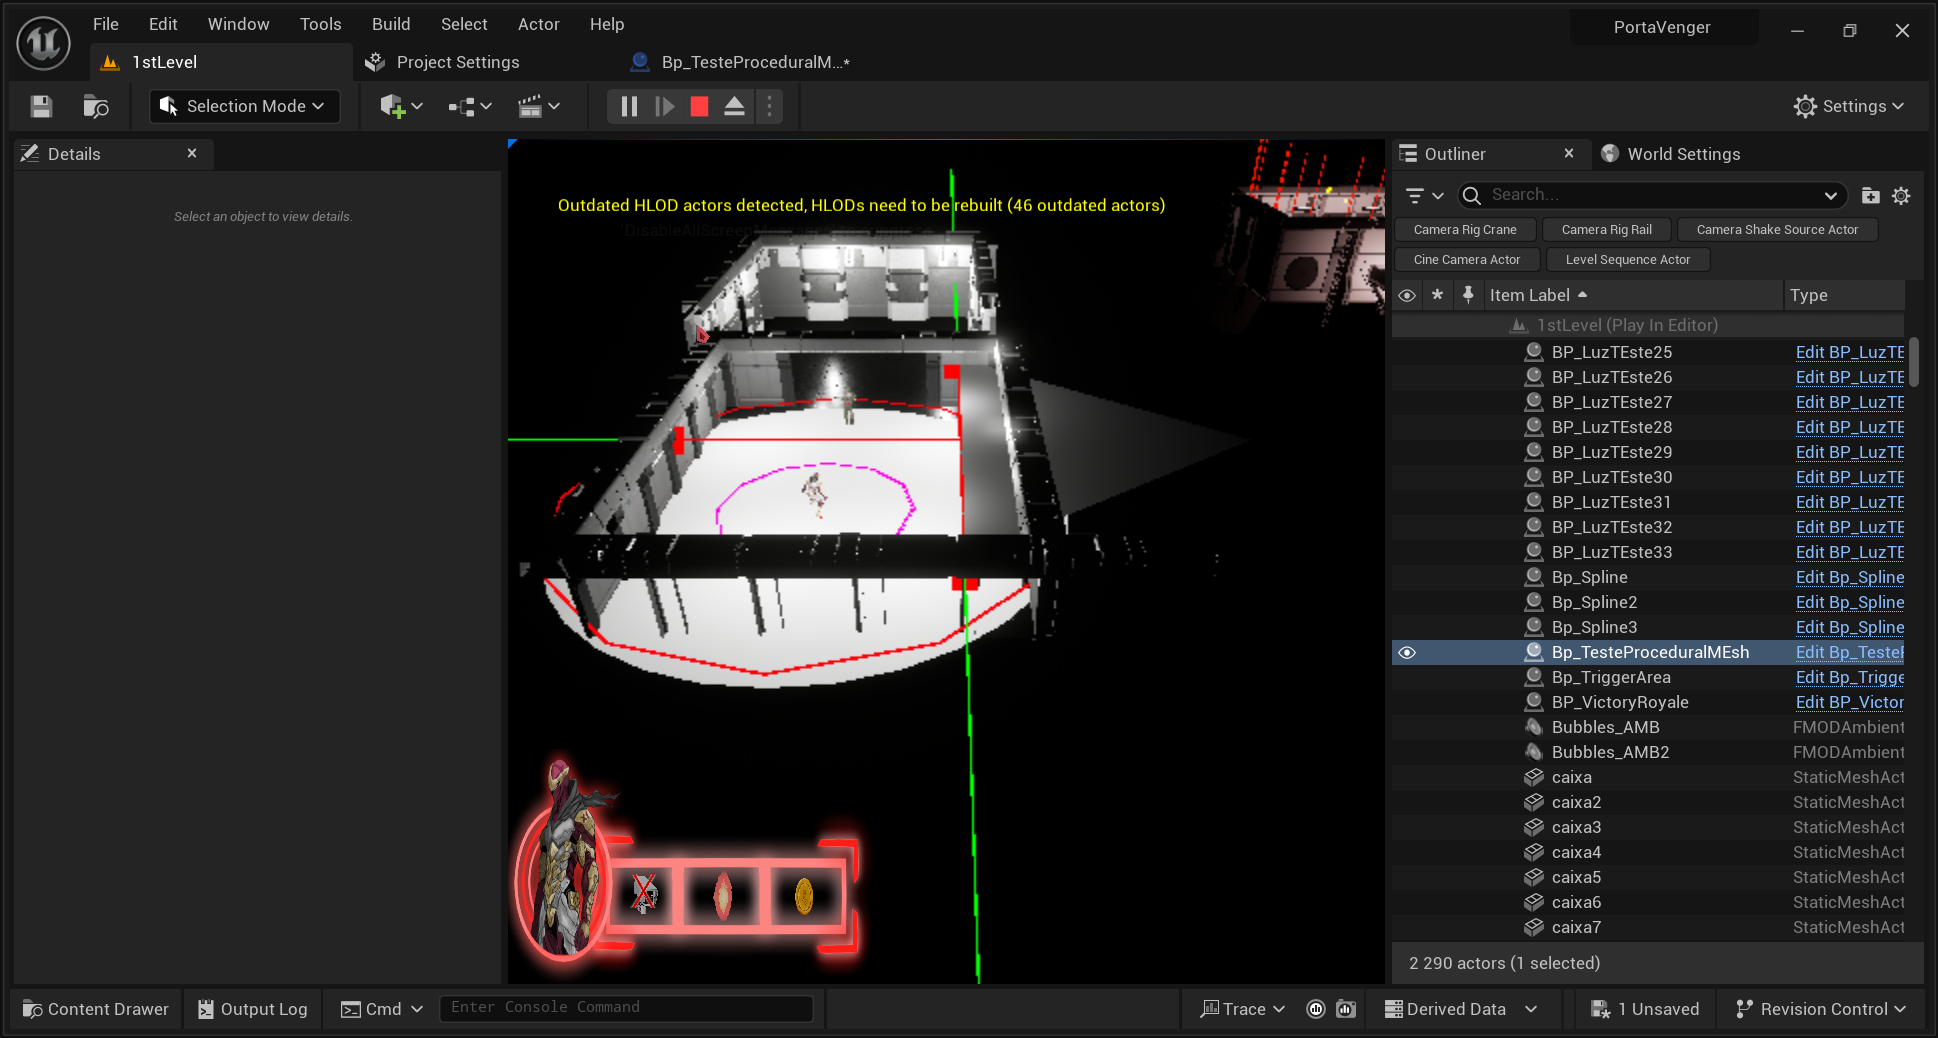 File Edit Window Tools Build Select Actor Help
PortaVenger
1stLevel
Project Settings
Bp_TesteProceduralM...*
Selection Mode
Settings
Details
Select an object to view details.
Outdated HLOD actors detected, HLODs need to be rebuilt (46 outdated actors)
Outliner
World Settings
Search...
Camera Rig Crane
Camera Rig Rail
Camera Shake Source Actor
Cine Camera Actor
Level Sequence Actor
Item Label Type
1stLevel (Play In Editor)
BP_LuzTEste25 Edit BP_LuzTE
BP_LuzTEste26 Edit BP_LuzTE
BP_LuzTEste27 Edit BP_LuzTE
BP_LuzTEste28 Edit BP_LuzTE
BP_LuzTEste29 Edit BP_LuzTE
BP_LuzTEste30 Edit BP_LuzTE
BP_LuzTEste31 Edit BP_LuzTE
BP_LuzTEste32 Edit BP_LuzTE
BP_LuzTEste33 Edit BP_LuzTE
Bp_Spline Edit Bp_Spline
Bp_Spline2 Edit Bp_Spline
Bp_Spline3 Edit Bp_Spline
Bp_TesteProceduralMEsh Edit Bp_Teste
Bp_TriggerArea Edit Bp_Trigge
BP_VictoryRoyale Edit BP_Victor
Bubbles_AMB FMODAmbient
Bubbles_AMB2 FMODAmbient
caixa StaticMeshAct
caixa2 StaticMeshAct
caixa3 StaticMeshAct
caixa4 StaticMeshAct
caixa5 StaticMeshAct
caixa6 StaticMeshAct
caixa7 StaticMeshAct
2 290 actors (1 selected)
Content Drawer
Output Log
Cmd
Enter Console Command
Trace
Derived Data
1 Unsaved
Revision Control